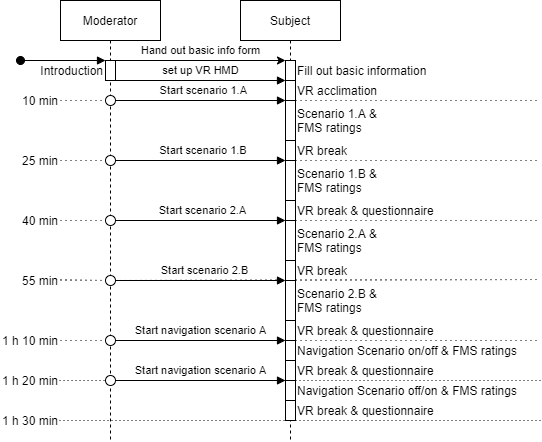 Moderator
Subject
Hand out basic info form
Introduction
set up VR HMD
Fill out basic information
10 min
Start scenario 1.A
VR acclimation
Scenario 1.A &
FMS ratings
25 min
Start scenario 1.B
VR break
Scenario 1.B &
FMS ratings
40 min
Start scenario 2.A
VR break & questionnaire
Scenario 2.A &
FMS ratings
55 min
Start scenario 2.B
VR break
Scenario 2.B &
FMS ratings
1 h 10 min
Start navigation scenario A
VR break & questionnaire
Navigation Scenario on/off & FMS ratings
1 h 20 min
Start navigation scenario A
VR break & questionnaire
Navigation Scenario off/on & FMS ratings
1 h 30 min
VR break & questionnaire